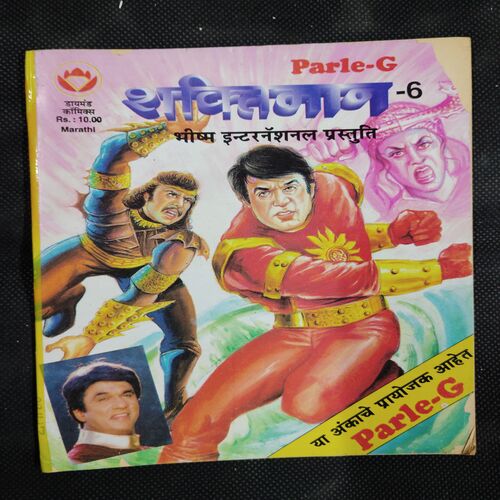 Parle-G
शक्तिमान -6
डायमंड
कॉमिक्स
Rs : 10.00
Marathi
भीष्म इन्टरनॅशनल प्रस्तुति
या अंकाचे प्रायोजक आहेत
Parle-G